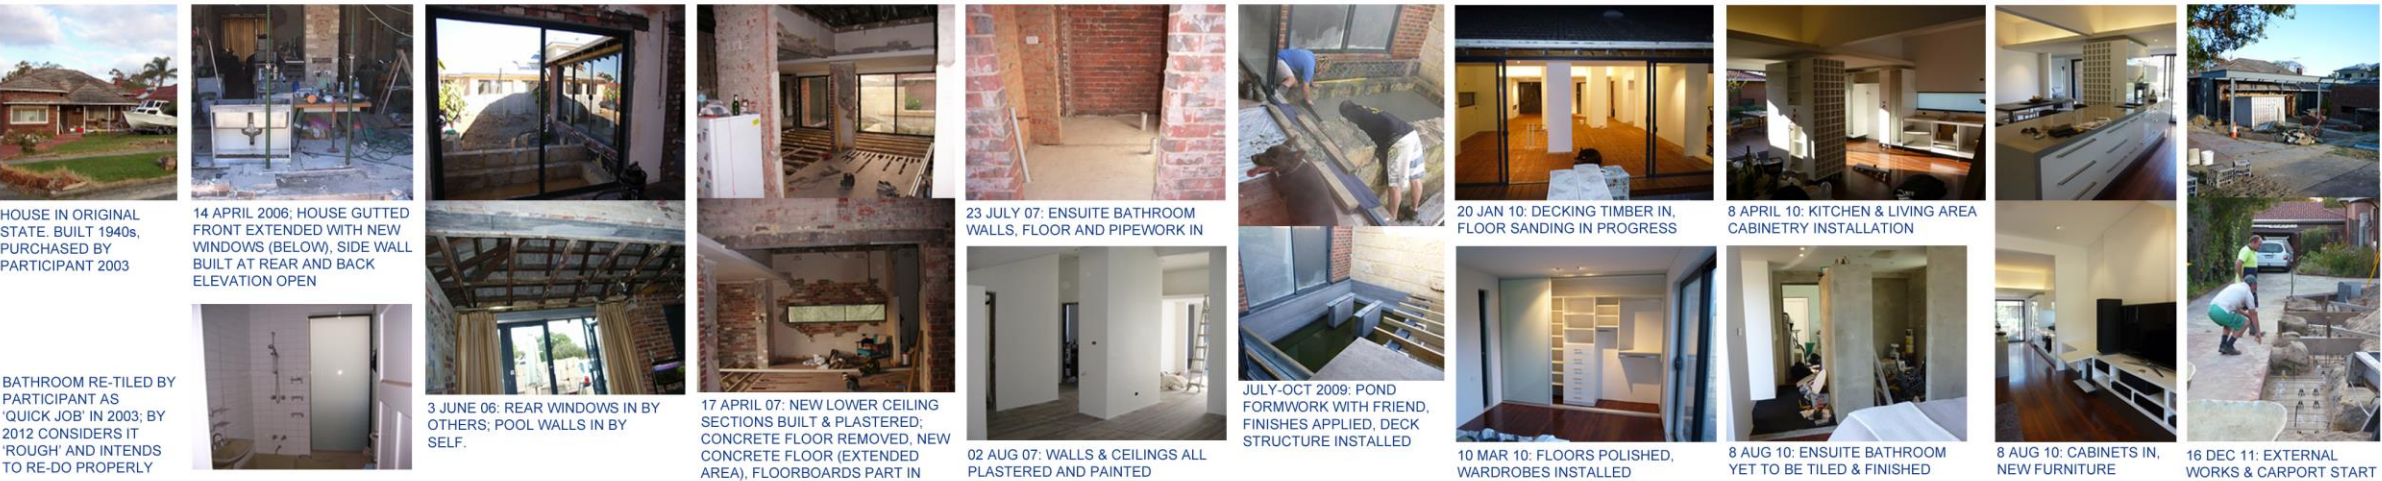 HOUSE IN ORIGINAL
STATE. BUILT 1940s,
PURCHASED BY
PARTICIPANT 2003
BATHROOM RE-TILED BY
PARTICIPANT AS
‘QUICK JOB’ IN 2003; BY
2012 CONSIDERS IT
‘ROUGH’ AND INTENDS
TO RE-DO PROPERLY
14 APRIL 2006; HOUSE GUTTED
FRONT EXTENDED WITH NEW
WINDOWS (BELOW), SIDE WALL
BUILT AT REAR AND BACK
ELEVATION OPEN
3 JUNE 06: REAR WINDOWS IN BY
OTHERS; POOL WALLS IN BY
SELF.
17 APRIL 07: NEW LOWER CEILING
SECTIONS BUILT & PLASTERED;
CONCRETE FLOOR REMOVED, NEW
CONCRETE FLOOR (EXTENDED
AREA), FLOORBOARDS PART IN
23 JULY 07: ENSUITE BATHROOM
WALLS, FLOOR AND PIPEWORK IN
02 AUG 07: WALLS & CEILINGS ALL
PLASTERED AND PAINTED
JULY-OCT 2009: POND
FORMWORK WITH FRIEND,
FINISHES APPLIED, DECK
STRUCTURE INSTALLED
20 JAN 10: DECKING TIMBER IN,
FLOOR SANDING IN PROGRESS
10 MAR 10: FLOORS POLISHED,
WARDROBES INSTALLED
8 APRIL 10: KITCHEN & LIVING AREA
CABINETRY INSTALLATION
8 AUG 10: ENSUITE BATHROOM
YET TO BE TILED & FINISHED
8 AUG 10: CABINETS IN,
NEW FURNITURE
16 DEC 11: EXTERNAL
WORKS & CARPORT START